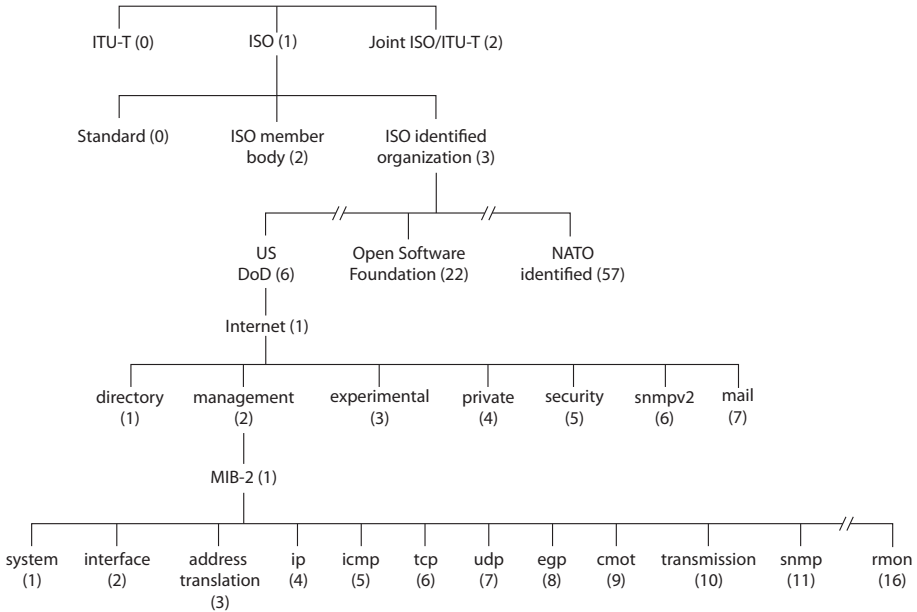 ITU-T (0) ISO (1) Joint ISO/ITU-T (2)
Standard (0) ISO member body (2) ISO identified organization (3)
US DoD (6) Open Software Foundation (22) NATO identified (57)
Internet (1)
directory (1) management (2) experimental (3) private (4) security (5) snmpv2 (6) mail (7)
MIB-2 (1)
system (1) interface (2) address translation (3) ip (4) icmp (5) tcp (6) udp (7) egp (8) cmot (9) transmission (10) snmp (11) rmon (16)